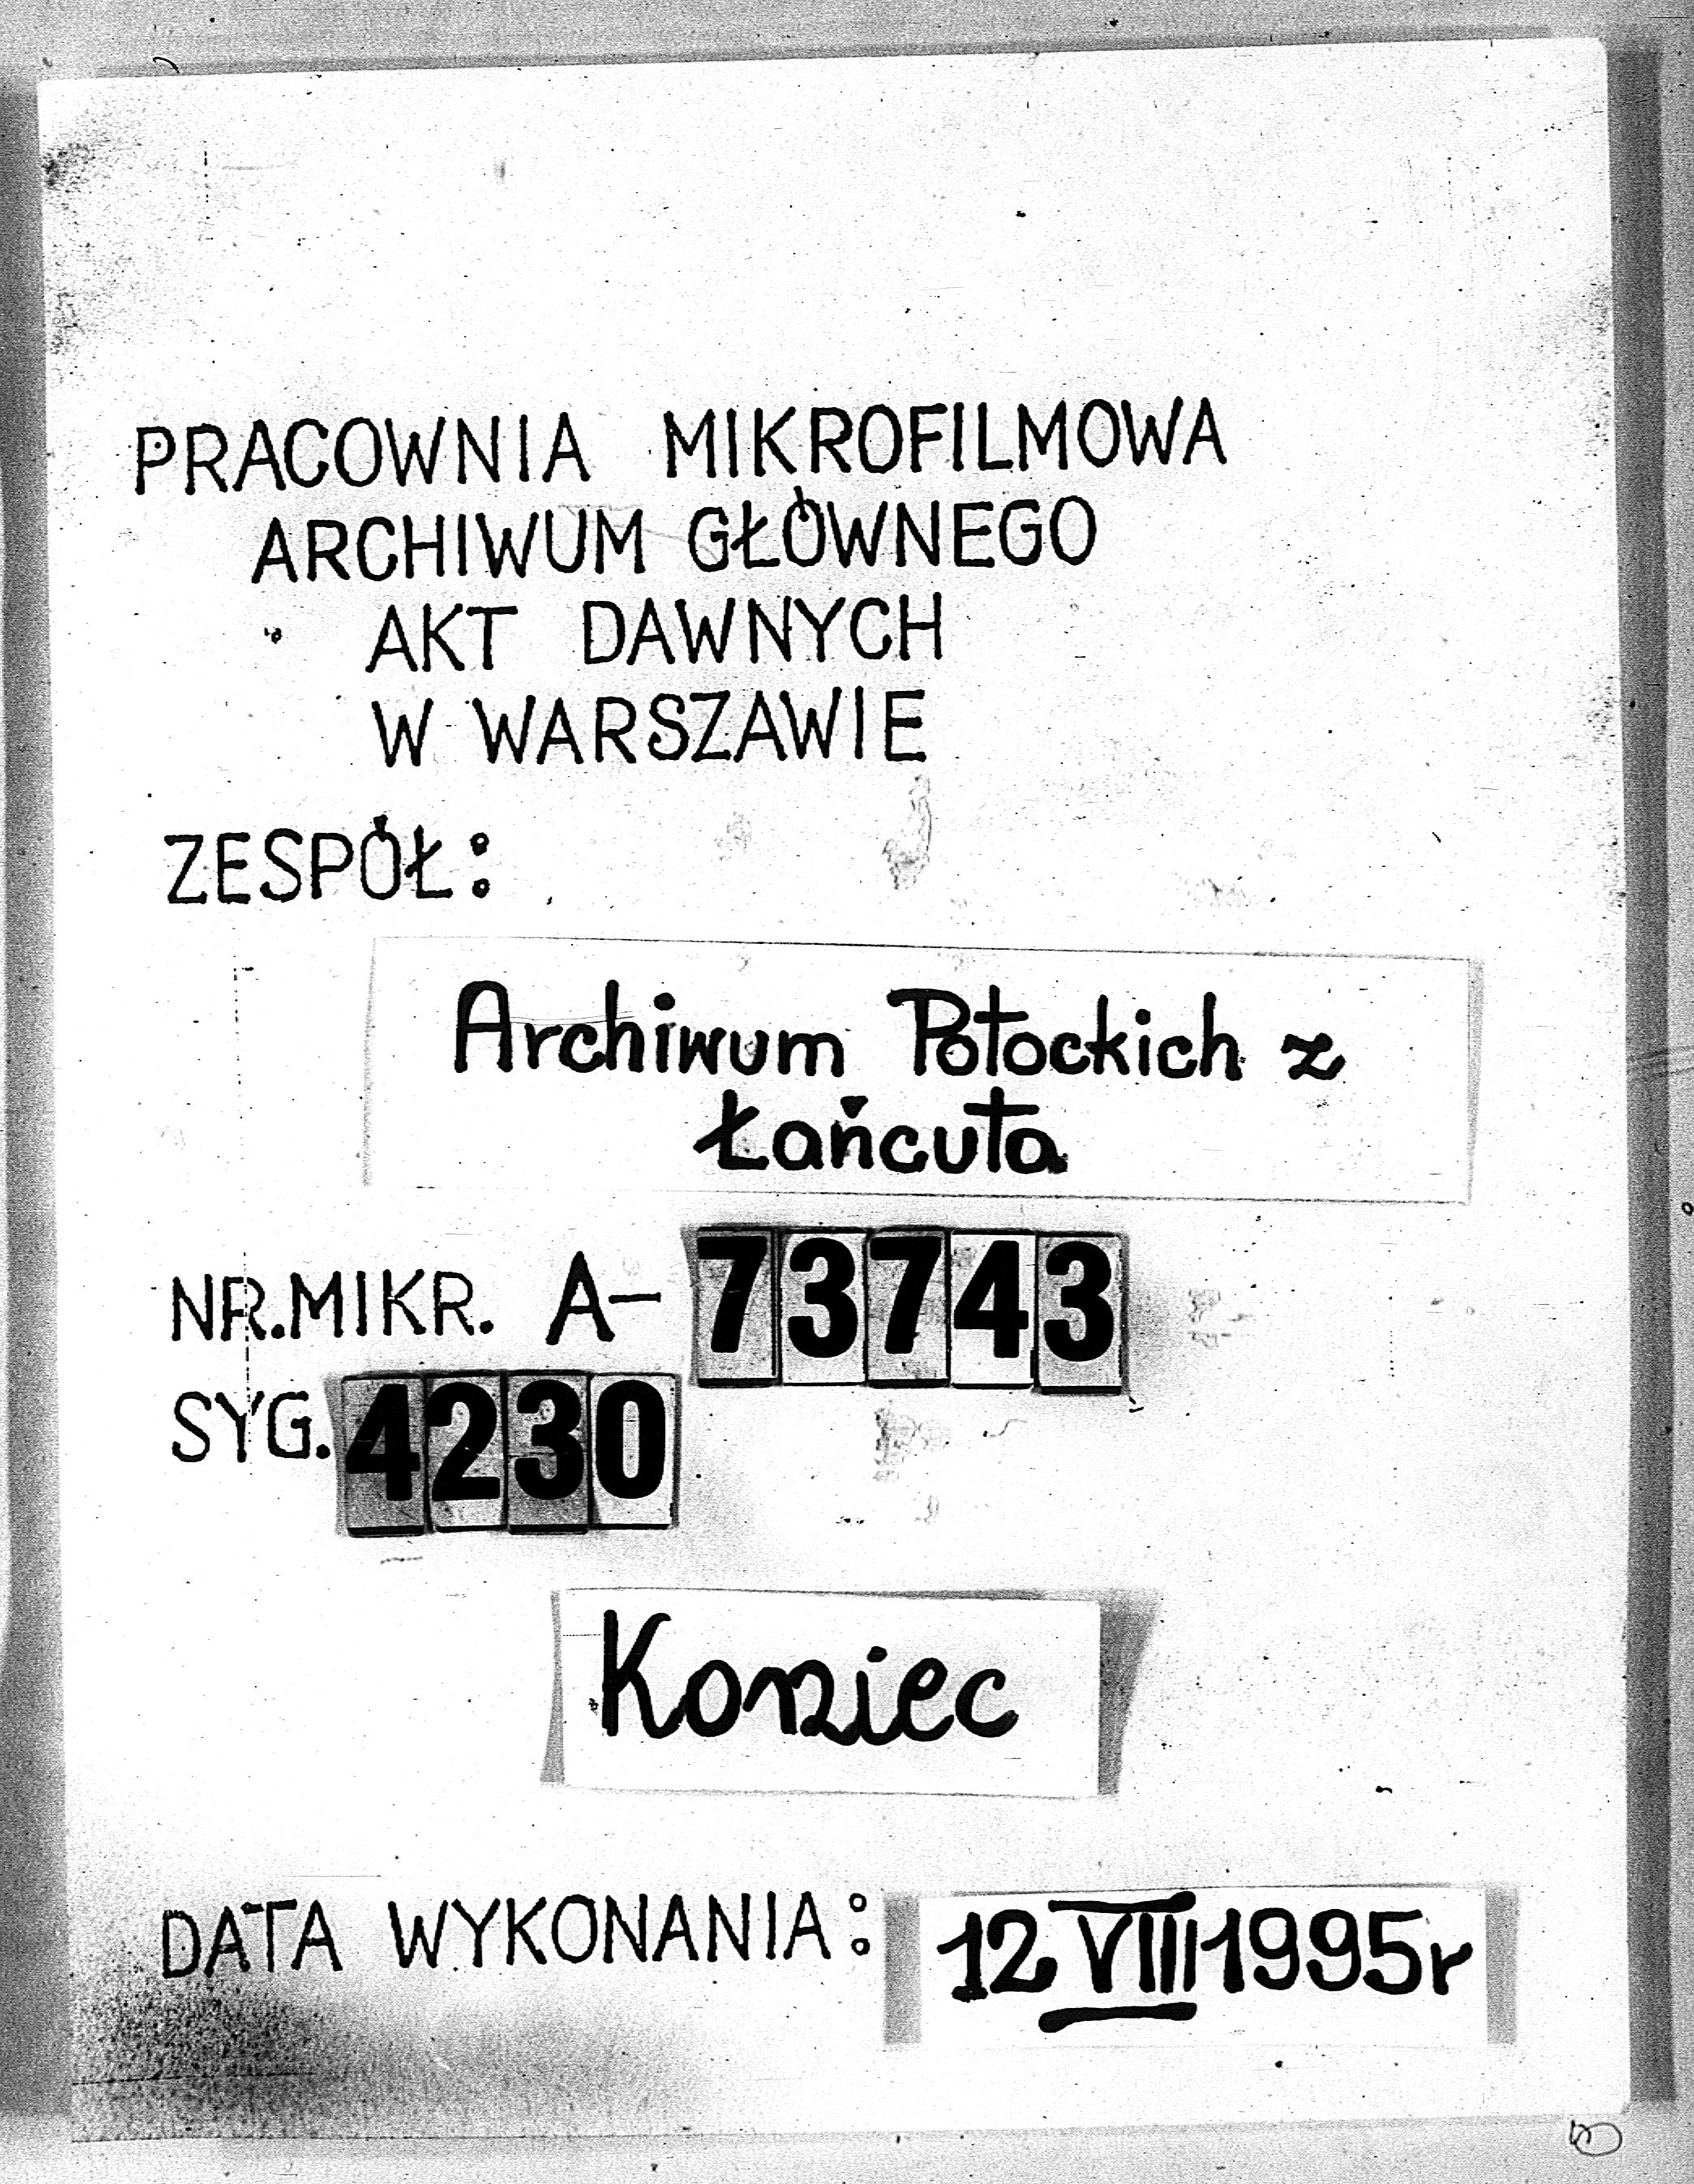 PRACOWNIA MIKROFILMOWA
ARCHIWUM GŁÓWNEGO
AKT DAWNYCH
W WARSZAWIE
ZESPÓŁ:
Archiwum Potockich z
Łańcuta
NR.MIKR. A-73743
SYG. 4230
Koniec
DATA WYKONANIA: 12 VIII 1995r